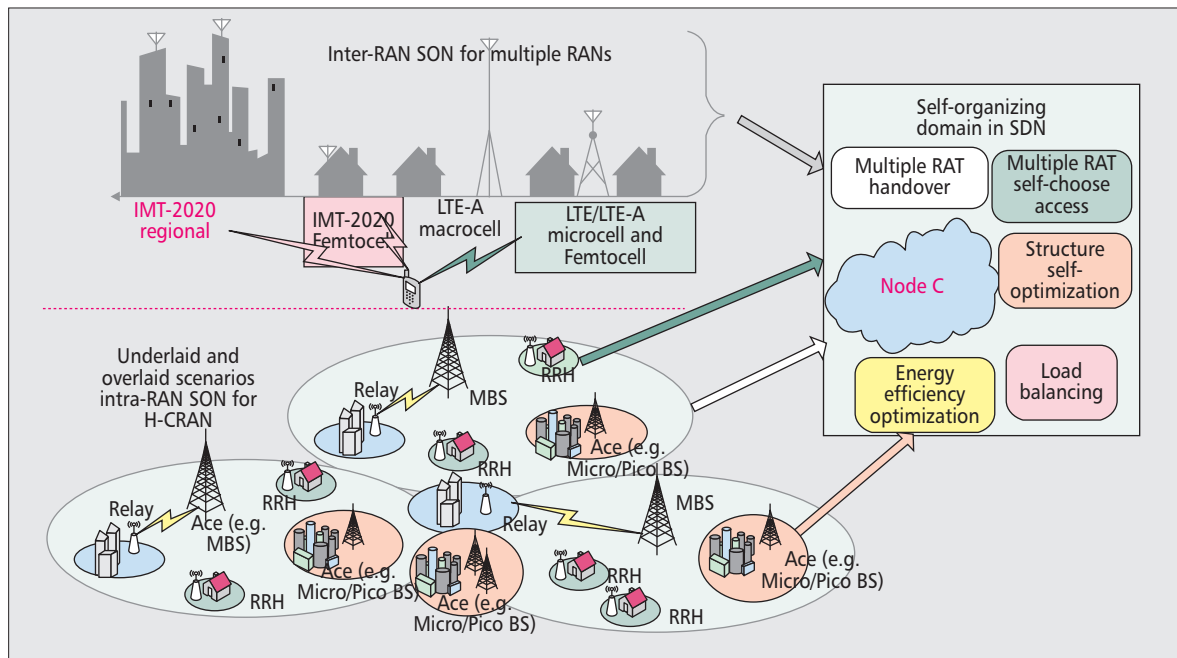 Inter-RAN SON for multiple RANs
IMT-2020
regional
IMT-2020
Femtocell
LTE-A
macrocell
LTE/LTE-A
microcell and
Femtocell
Self-organizing
domain in SDN
Multiple RAT
handover
Multiple RAT
self-choose
access
Node C
Structure
self-
optimization
Energy
efficiency
optimization
Load
balancing
Underlaid and
overlaid scenarios
intra-RAN SON for
H-CRAN
Relay
MBS
RRH
RRH
Ace (e.g.
Micro/Pico BS)
Relay
Ace (e.g.
MBS)
RRH
RRH
Ace (e.g.
Micro/Pico BS)
Relay
MBS
Ace (e.g.
Micro/Pico BS)
RRH
RRH
Ace (e.g.
Micro/Pico BS)